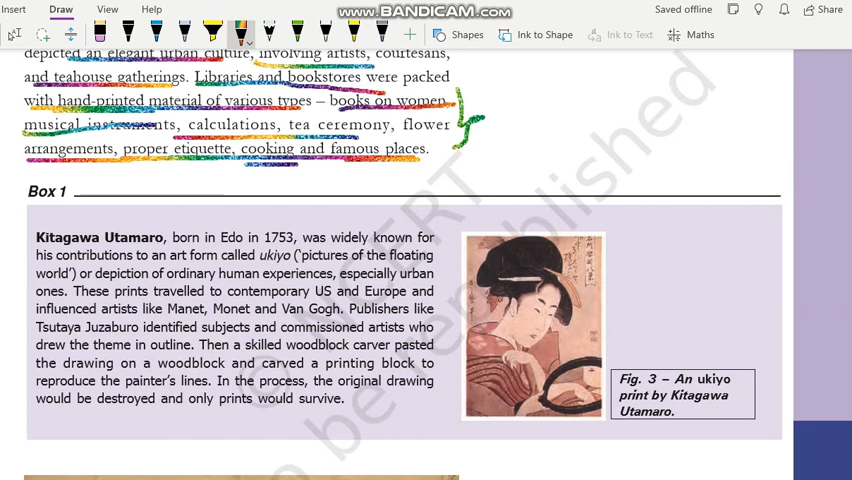 www.BANDICAM.com
Insert Draw View Help Saved offline
Shapes Ink to Shape Ink to Text Maths
depicted an elegant urban culture, involving artists, courtesans,
and teahouse gatherings. Libraries and bookstores were packed
with hand-printed material of various types – books on women,
musical instruments, calculations, tea ceremony, flower
arrangements, proper etiquette, cooking and famous places.
Box 1
Kitagawa Utamaro, born in Edo in 1753, was widely known for
his contributions to an art form called ukiyo (‘pictures of the floating
world’) or depiction of ordinary human experiences, especially urban
ones. These prints travelled to contemporary US and Europe and
influenced artists like Manet, Monet and Van Gogh. Publishers like
Tsutaya Juzaburo identified subjects and commissioned artists who
drew the theme in outline. Then a skilled woodblock carver pasted
the drawing on a woodblock and carved a printing block to
reproduce the painter’s lines. In the process, the original drawing
would be destroyed and only prints would survive.
Fig. 3 – An ukiyo
print by Kitagawa
Utamaro.
© NCERT
to be republished